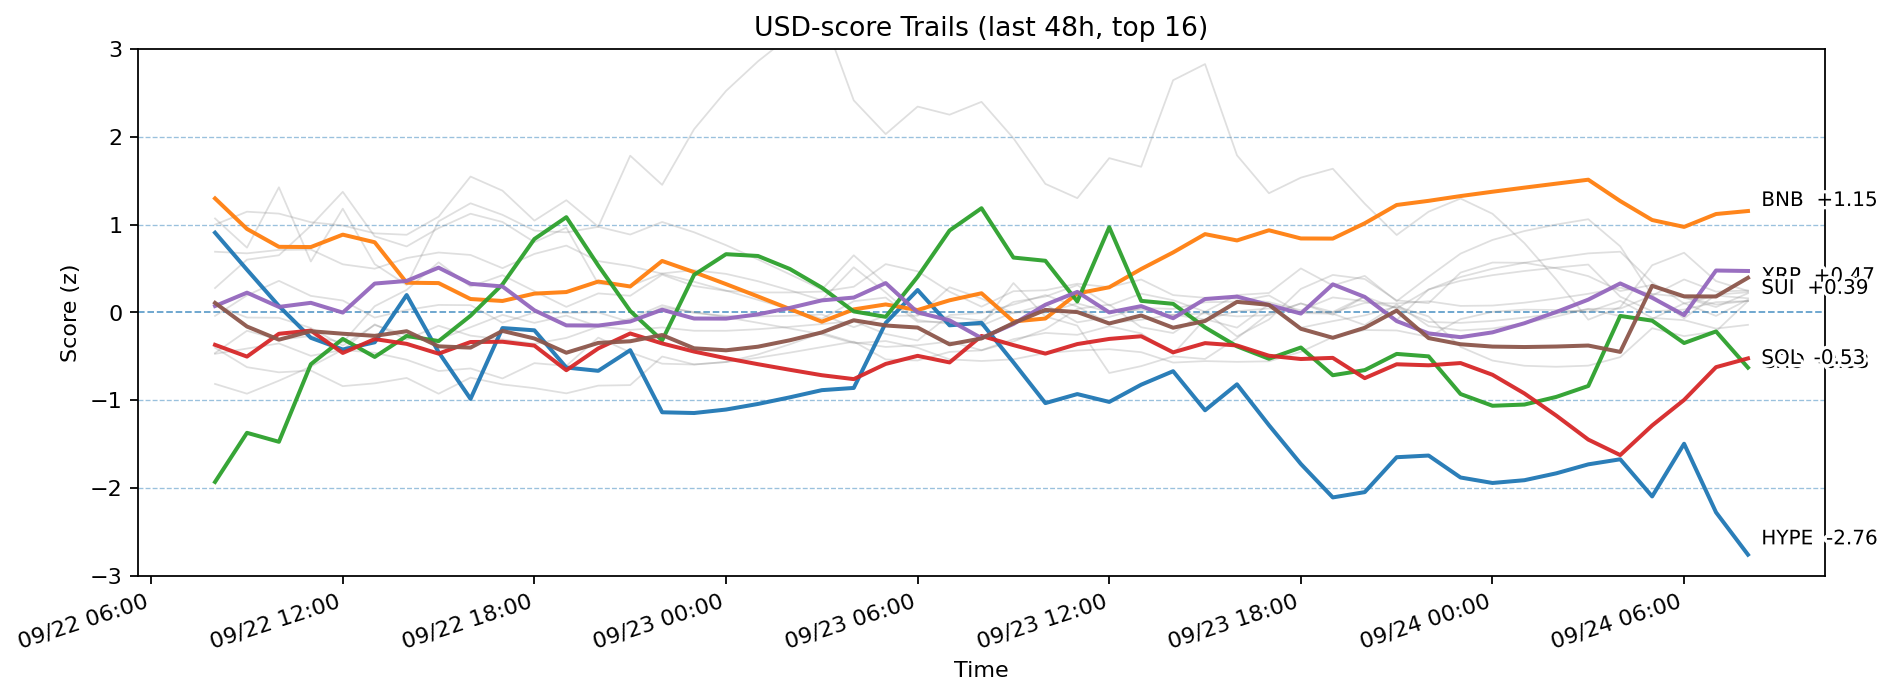 USD-score Trails (last 48h, top 16)
Score (z)
3
2
1
0
−1
−2
−3
BNB +1.15
XRP +0.47
SUI +0.39
SOL -0.53
HYPE -2.76
09/22 06:00
09/22 12:00
09/22 18:00
09/23 00:00
09/23 06:00
09/23 12:00
09/23 18:00
09/24 00:00
09/24 06:00
Time